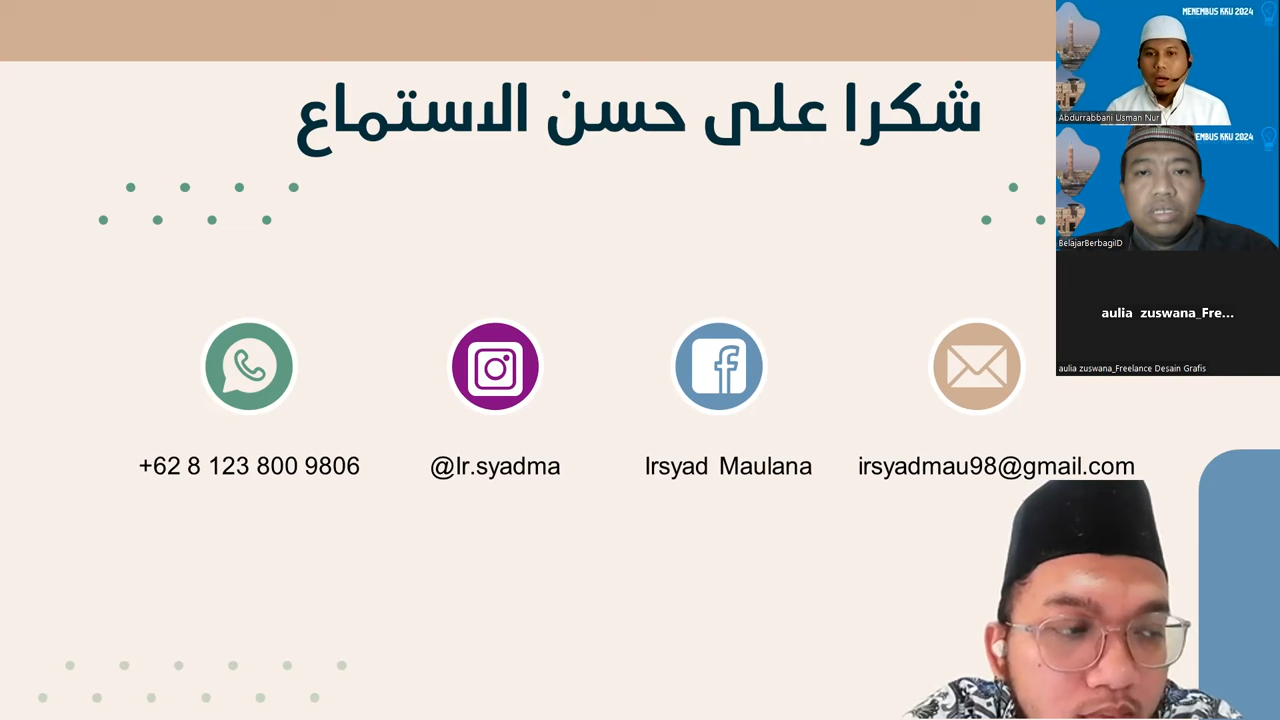 شكرا على حسن الاستماع
+62 8 123 800 9806
@Ir.syadma
Irsyad Maulana
irsyadmau98@gmail.com
MENEMBUS KKU 2024
Abdurrabbani Usman Nur
MENEMBUS KKU 2024
BelajarBerbagiID
aulia zuswana_Fre...
aulia zuswana_Freelance Desain Grafis